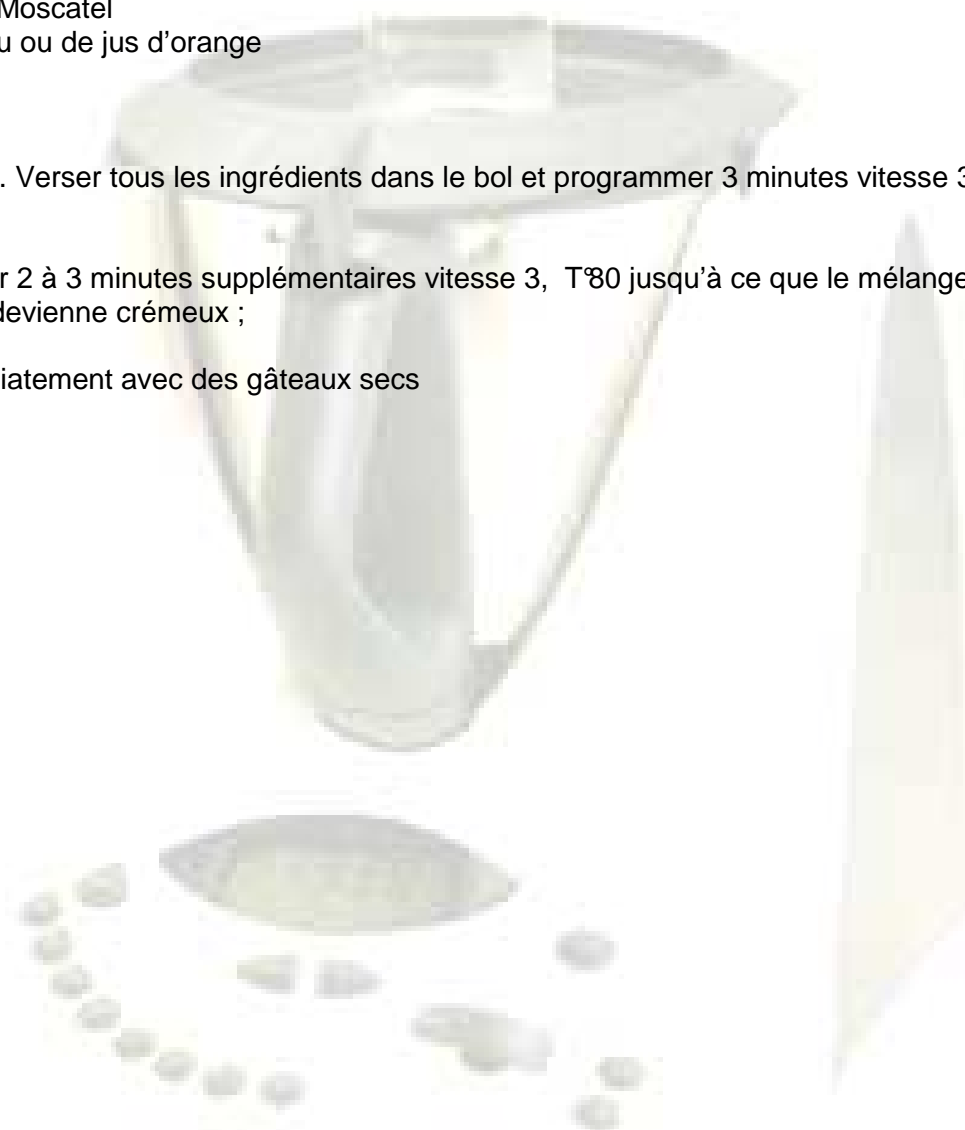 Moscatel
u ou de jus d’orange
. Verser tous les ingrédients dans le bol et programmer 3 minutes vitesse 3
r 2 à 3 minutes supplémentaires vitesse 3,  T°80 jusqu’à ce que le mélange
devienne crémeux ;
iatement avec des gâteaux secs